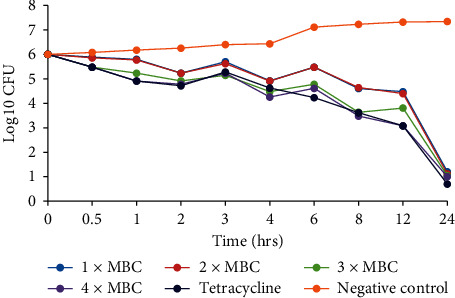 8
7
6
5
4
3
2
1
0
Log10 CFU
0 0.5 1 2 3 4 6 8 12 24
Time (hrs)
1 × MBC 2 × MBC 3 × MBC
4 × MBC Tetracycline Negative control